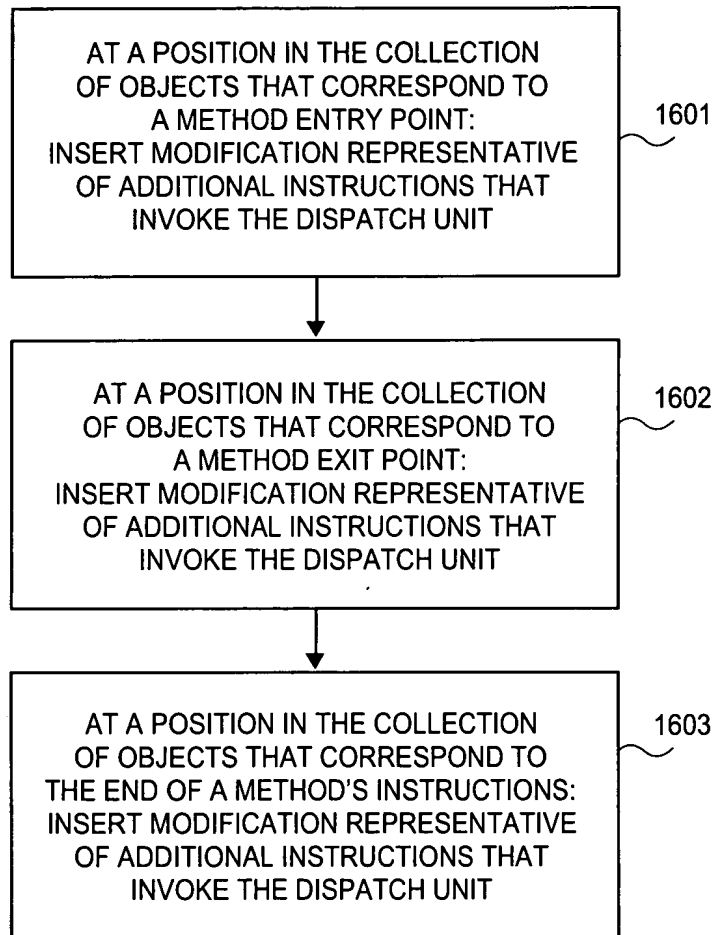 AT A POSITION IN THE COLLECTION
OF OBJECTS THAT CORRESPOND TO
A METHOD ENTRY POINT:
INSERT MODIFICATION REPRESENTATIVE
OF ADDITIONAL INSTRUCTIONS THAT
INVOKE THE DISPATCH UNIT
1601
AT A POSITION IN THE COLLECTION
OF OBJECTS THAT CORRESPOND TO
A METHOD EXIT POINT:
INSERT MODIFICATION REPRESENTATIVE
OF ADDITIONAL INSTRUCTIONS THAT
INVOKE THE DISPATCH UNIT
1602
AT A POSITION IN THE COLLECTION
OF OBJECTS THAT CORRESPOND TO
THE END OF A METHOD'S INSTRUCTIONS:
INSERT MODIFICATION REPRESENTATIVE
OF ADDITIONAL INSTRUCTIONS THAT
INVOKE THE DISPATCH UNIT
1603